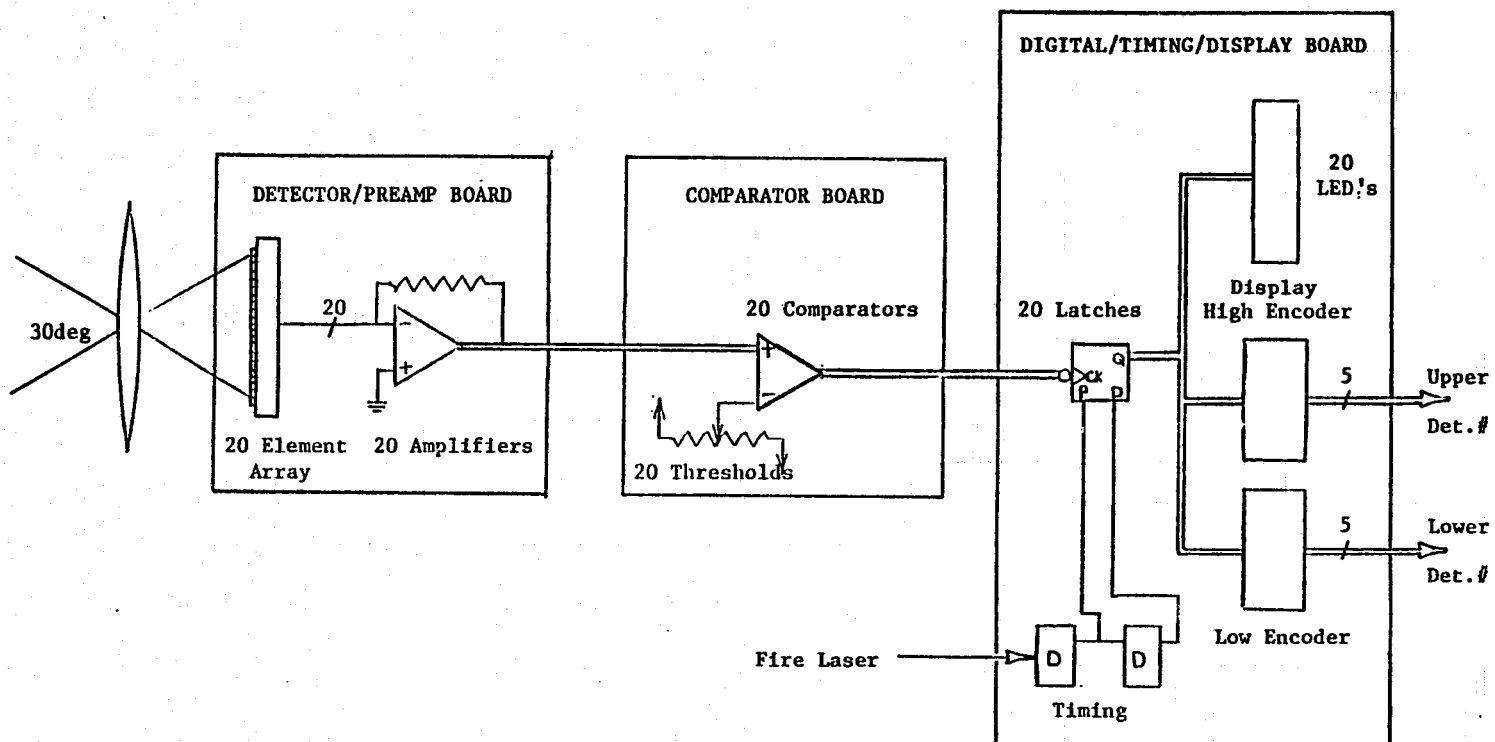 DIGITAL/TIMING/DISPLAY BOARD
DETECTOR/PREAMP BOARD
COMPARATOR BOARD
20
LED!s
30deg
20
-
+
20 Element
Array
20 Amplifiers
20 Comparators
+
-
20 Thresholds
20 Latches
Q
CK
P
D
Display
High Encoder
5
Upper
Det.#
5
Lower
Det.#
Low Encoder
Fire Laser
D
D
Timing